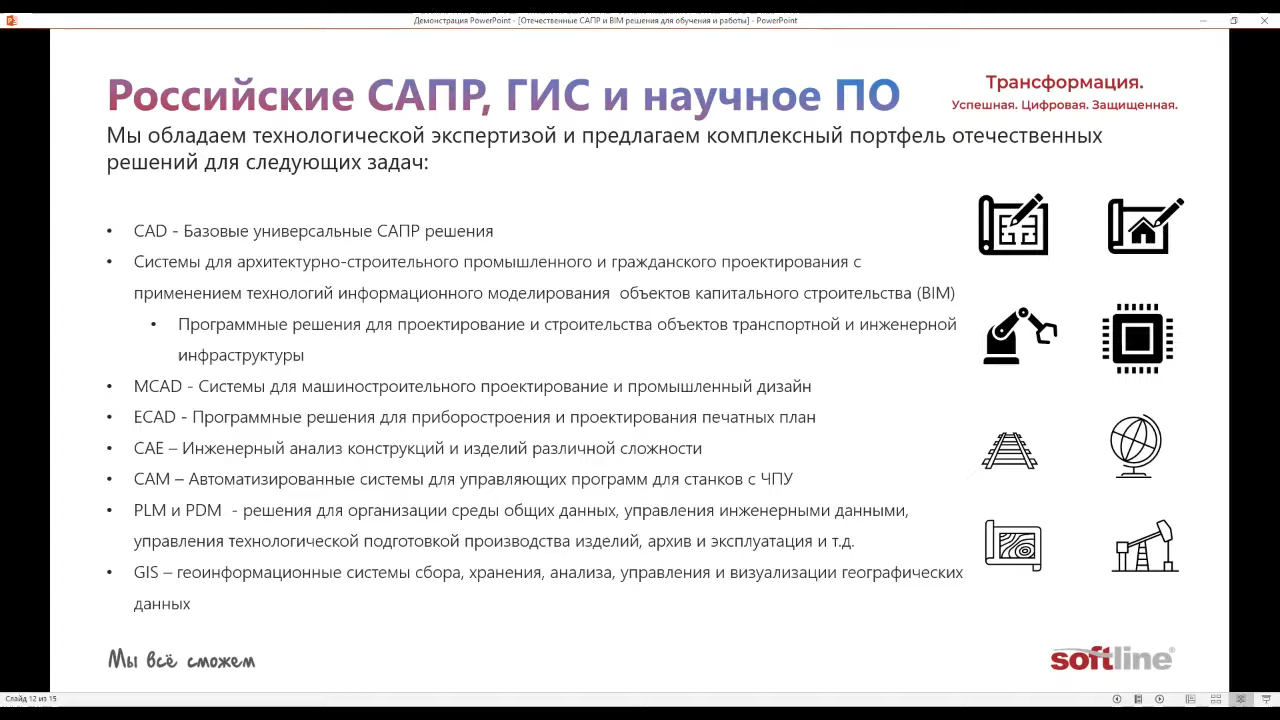 Демонстрация PowerPoint - [Отечественные САПР и BIM решения для обучения и работы] - PowerPoint
Российские САПР, ГИС и научное ПО
Трансформация.
Успешная. Цифровая. Защищенная.
Мы обладаем технологической экспертизой и предлагаем комплексный портфель отечественных
решений для следующих задач:
• CAD - Базовые универсальные САПР решения
• Системы для архитектурно-строительного промышленного и гражданского проектирования с
применением технологий информационного моделирования объектов капитального строительства (BIM)
• Программные решения для проектирование и строительства объектов транспортной и инженерной
инфраструктуры
• MCAD - Системы для машиностроительного проектирование и промышленный дизайн
• ECAD - Программные решения для приборостроения и проектирования печатных план
• CAE – Инженерный анализ конструкций и изделий различной сложности
• CAM – Автоматизированные системы для управляющих программ для станков с ЧПУ
• PLM и PDM - решения для организации среды общих данных, управления инженерными данными,
управления технологической подготовкой производства изделий, архив и эксплуатация и т.д.
• GIS – геоинформационные системы сбора, хранения, анализа, управления и визуализации географических
данных
Мы всё сможем
softline®
Слайд 12 из 15